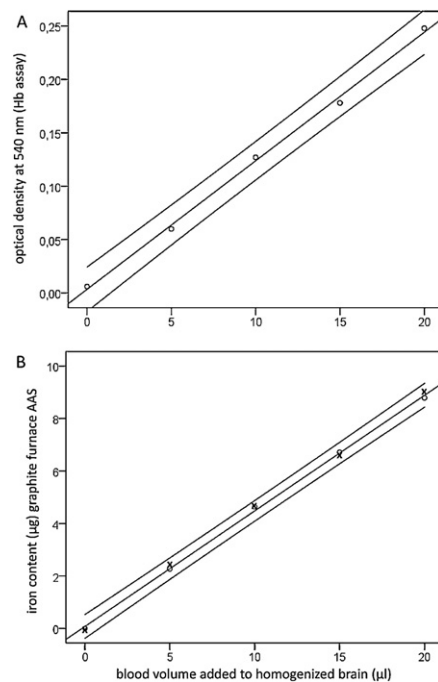 A
optical density at 540 nm (Hb assay)
0,25
0,20
0,15
0,10
0,05
0,00
0 5 10 15 20
B
iron content (µg) graphite furnace AAS
10
8
6
4
2
0
0 5 10 15 20
blood volume added to homogenized brain (µl)